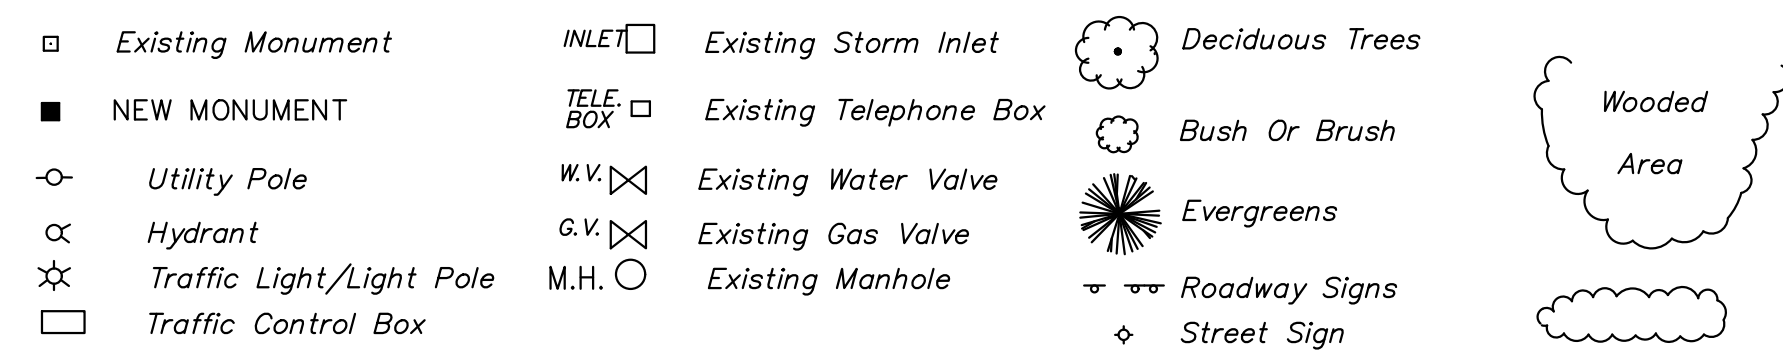 Existing Monument
NEW MONUMENT
Utility Pole
Hydrant
Traffic Light/Light Pole
Traffic Control Box
INLET Existing Storm Inlet
TELE.
BOX Existing Telephone Box
W.V. Existing Water Valve
G.V. Existing Gas Valve
M.H. Existing Manhole
Deciduous Trees
Bush Or Brush
Evergreens
Roadway Signs
Street Sign
Wooded
Area